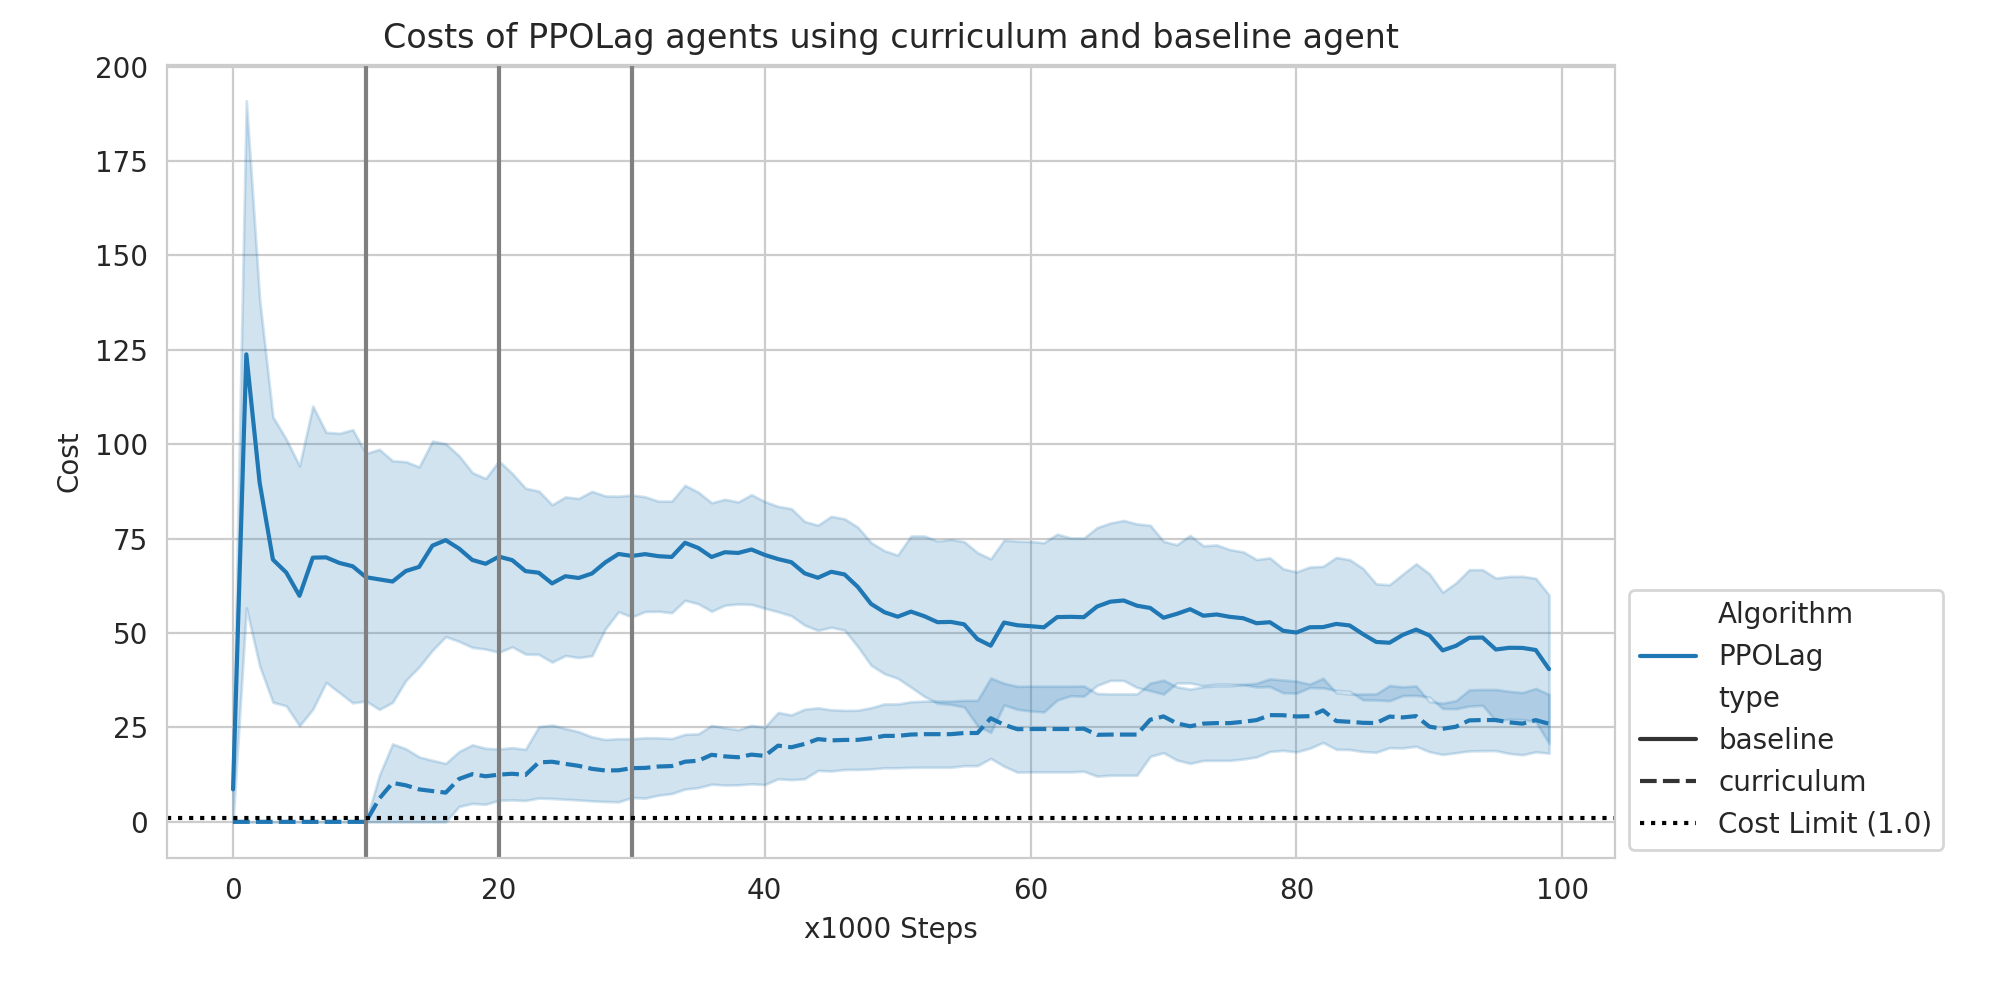 Costs of PPOLag agents using curriculum and baseline agent
200
175
150
125
100
75
50
25
0
Cost
0 20 40 60 80 100
x1000 Steps
Algorithm
PPOLag
type
baseline
curriculum
Cost Limit (1.0)